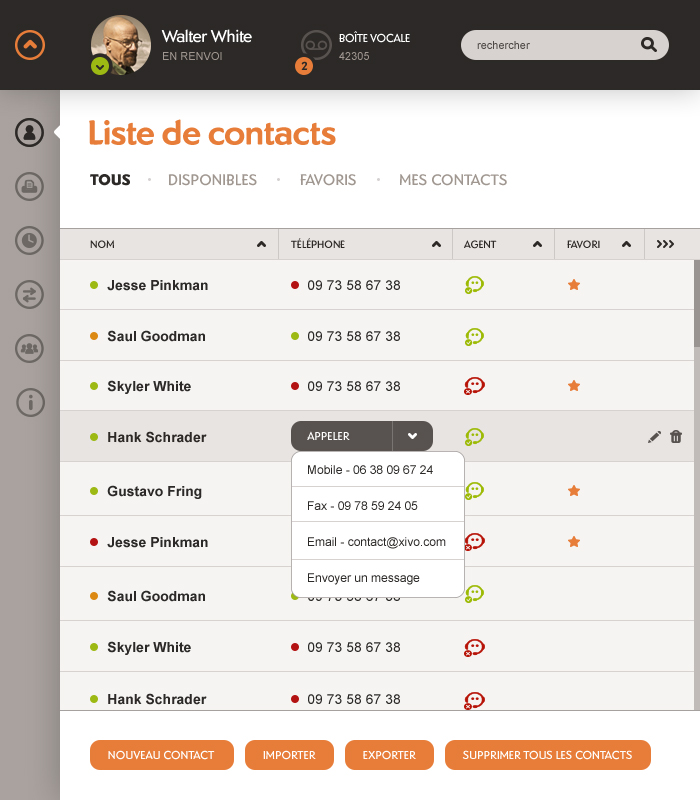 Walter White
EN RENVOI
BOÎTE VOCALE
2
42305
rechercher
Liste de contacts
TOUS · DISPONIBLES · FAVORIS · MES CONTACTS
NOM TÉLÉPHONE AGENT FAVORI
Jesse Pinkman 09 73 58 67 38
Saul Goodman 09 73 58 67 38
Skyler White 09 73 58 67 38
Hank Schrader APPELER
Mobile - 06 38 09 67 24
Gustavo Fring
Fax - 09 78 59 24 05
Jesse Pinkman
Email - contact@xivo.com
Envoyer un message
Saul Goodman
Skyler White 09 73 58 67 38
Hank Schrader 09 73 58 67 38
NOUVEAU CONTACT IMPORTER EXPORTER SUPPRIMER TOUS LES CONTACTS